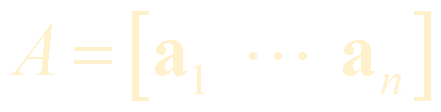 A = [a₁ ⋯ aₙ]